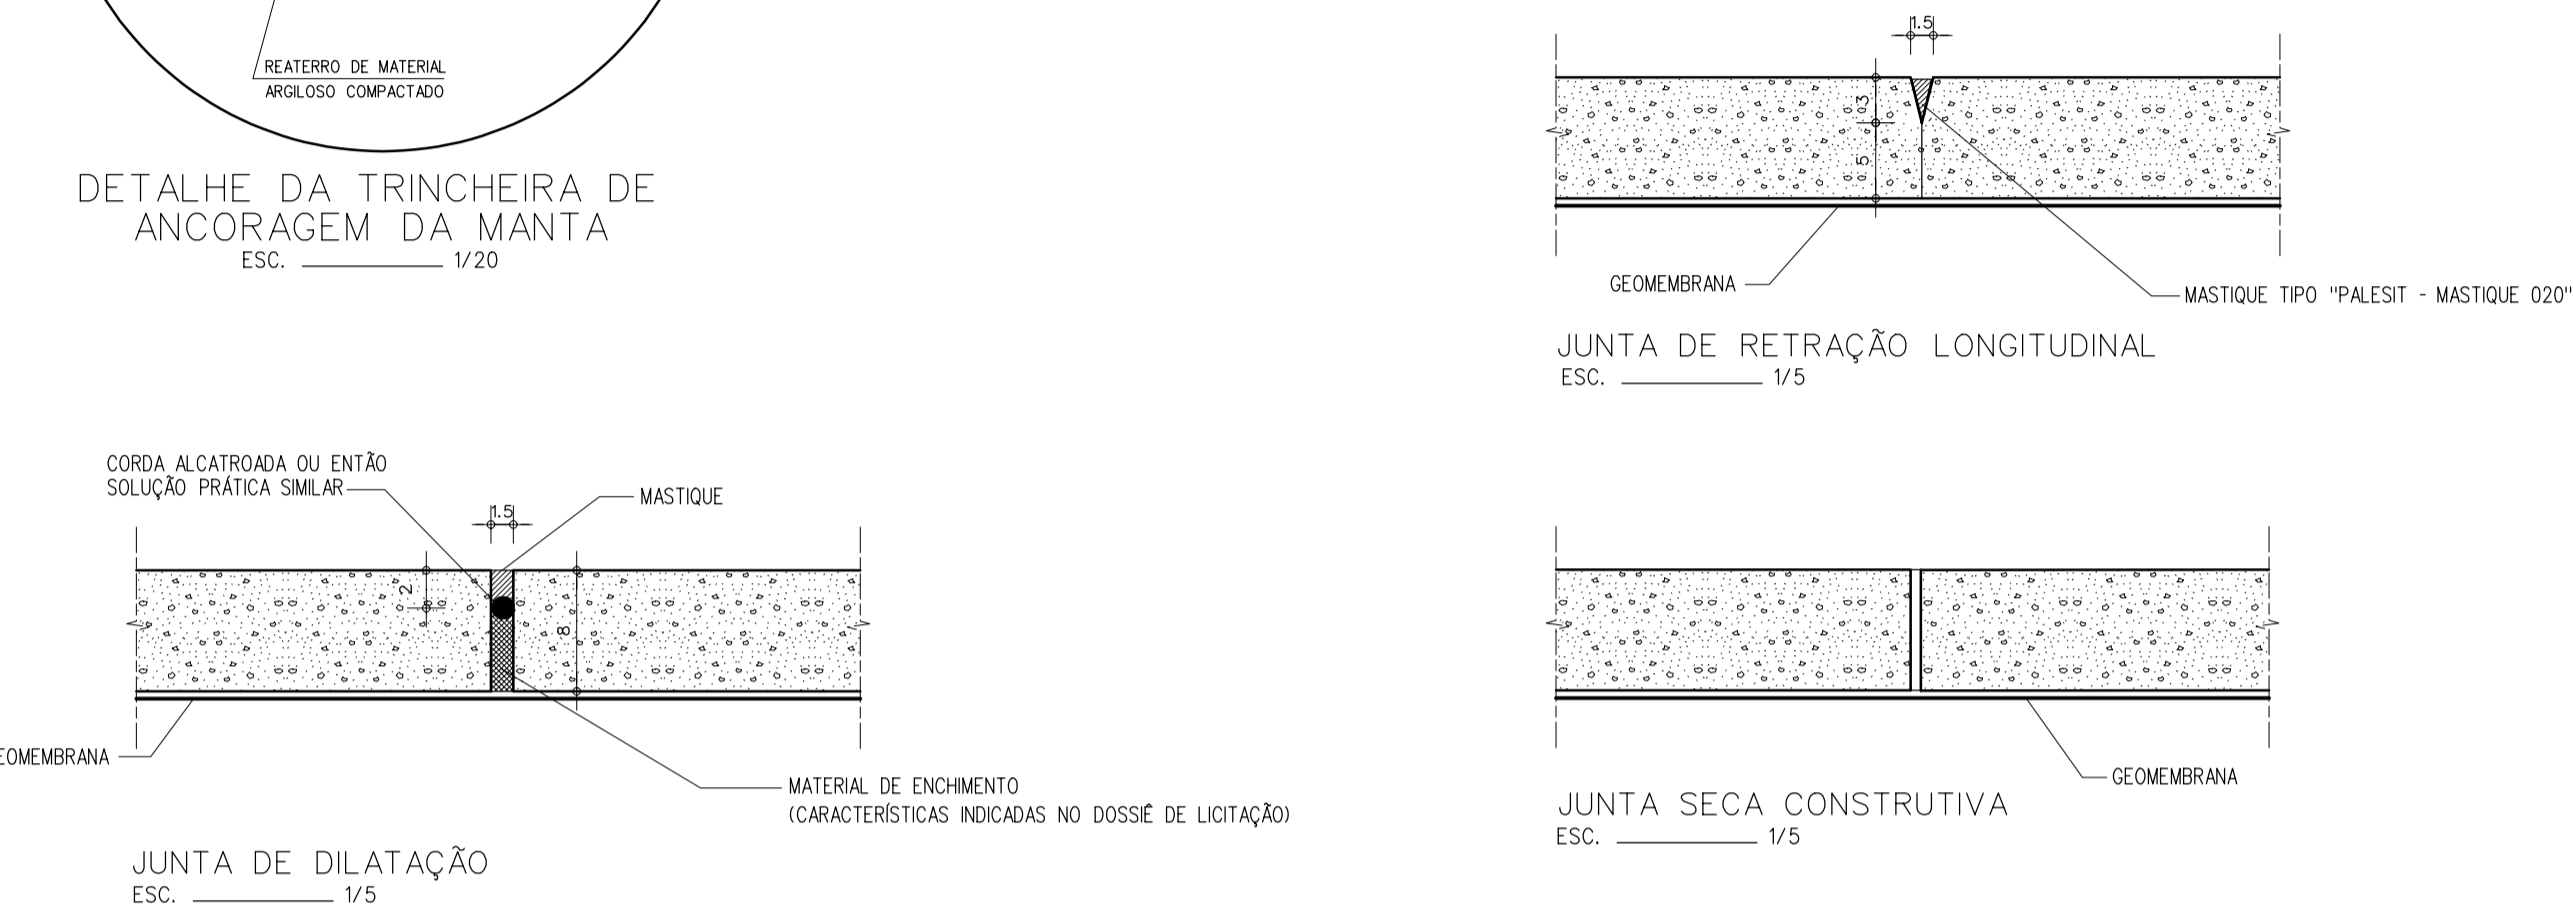 REATERRO DE MATERIAL
ARGILOSO COMPACTADO
DETALHE DA TRINCHEIRA DE
ANCORAGEM DA MANTA
ESC. 1/20
1.5
3
5
GEOMEMBRANA
MASTIQUE TIPO "PALESIT - MASTIQUE 020"
JUNTA DE RETRAÇÃO LONGITUDINAL
ESC. 1/5
CORDA ALCATROADA OU ENTÃO
SOLUÇÃO PRÁTICA SIMILAR
MASTIQUE
1.5
2
8
EOMEMBRANA
MATERIAL DE ENCHIMENTO
(CARACTERÍSTICAS INDICADAS NO DOSSIÊ DE LICITAÇÃO)
JUNTA DE DILATAÇÃO
ESC. 1/5
GEOMEMBRANA
JUNTA SECA CONSTRUTIVA
ESC. 1/5